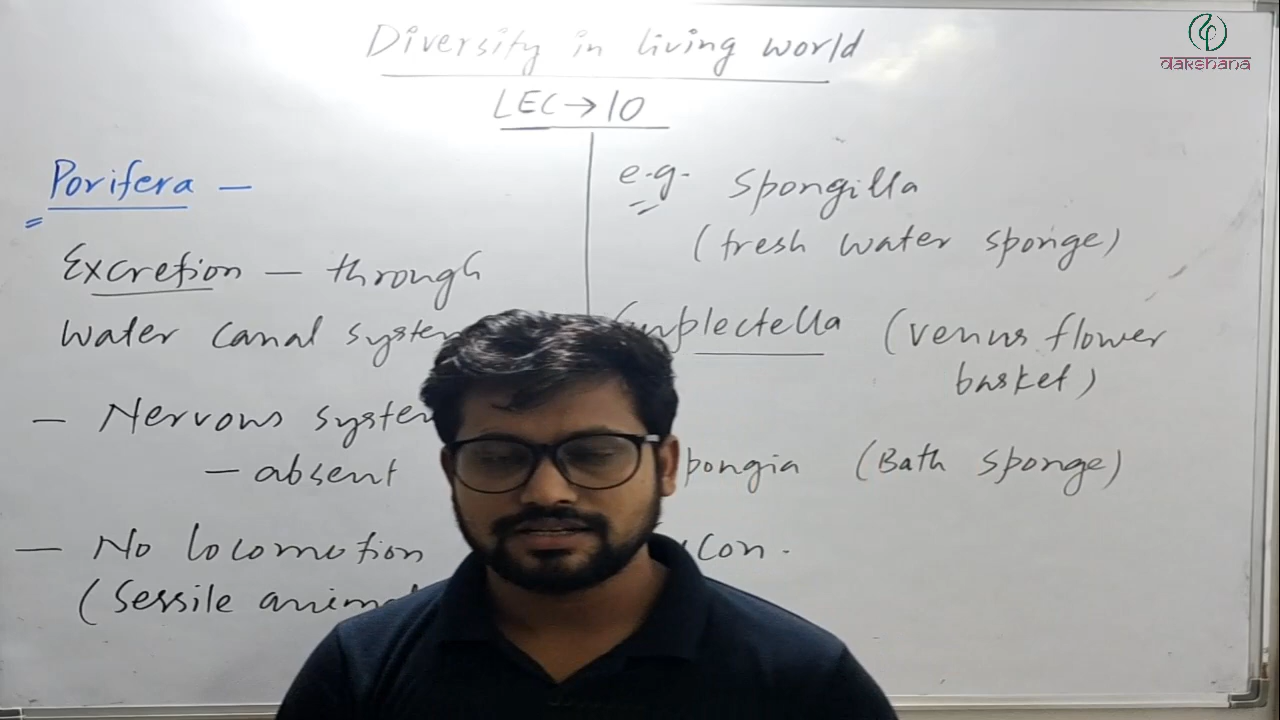 Diversity in living world
LEC → 10
dakshana
Porifera —
Excretion — through
water canal system
— Nervous system
— absent
— No locomotion
(Sessile
e.g. Spongilla
(fresh water sponge)
(venus flower
basket)
(Bath sponge)